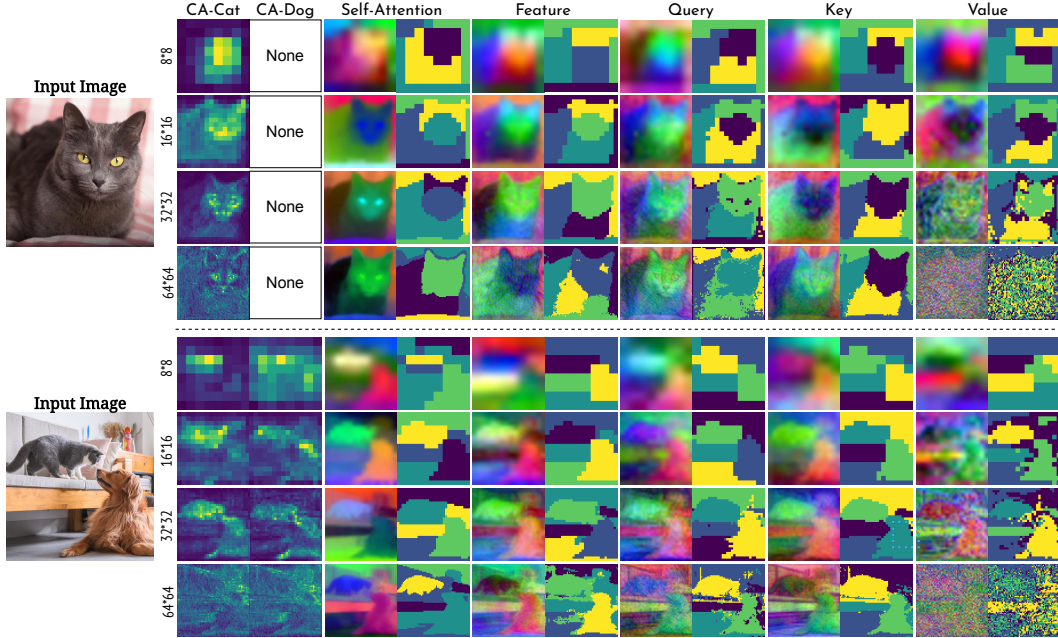 CA-Cat CA-Dog Self-Attention Feature Query Key Value
Input Image
8*8 None
16*16 None
32*32 None
64*64 None
Input Image
8*8
16*16
32*32
64*64